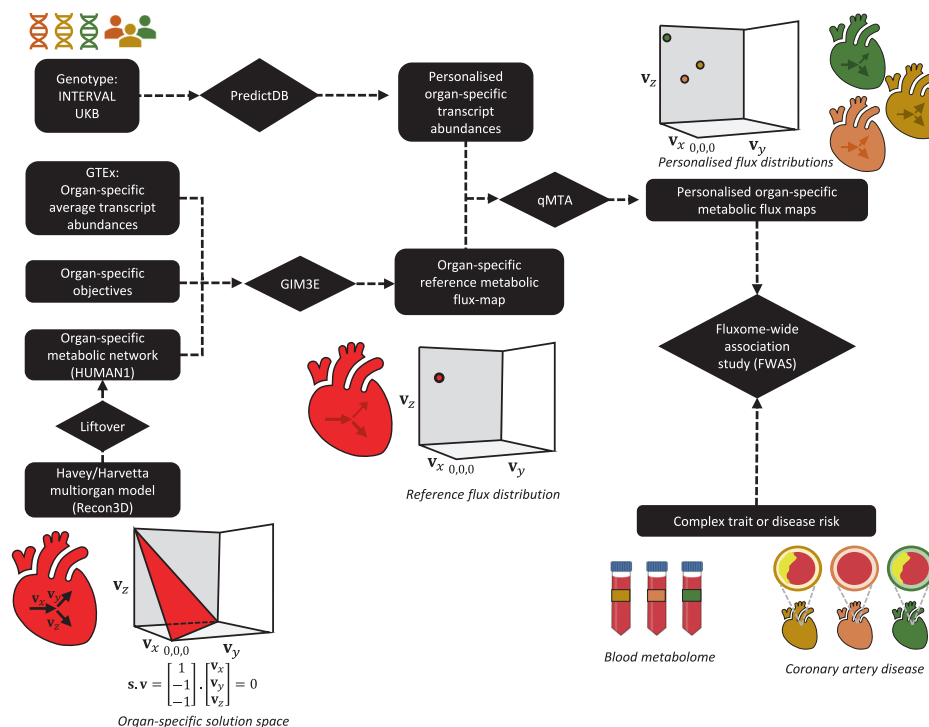 Genotype:
INTERVAL
UKB
PredictDB
Personalised
organ-specific
transcript
abundances
v_z
v_x 0,0,0
v_y
Personalised flux distributions
GTEx:
Organ-specific
average transcript
abundances
qMTA
Personalised organ-specific
metabolic flux maps
Organ-specific
objectives
GIM3E
Organ-specific
reference metabolic
flux-map
Organ-specific
metabolic network
(HUMAN1)
Fluxome-wide
association
study (FWAS)
Liftover
v_z
v_x 0,0,0
v_y
Reference flux distribution
Havey/Harvetta
multiorgan model
(Recon3D)
Complex trait or disease risk
v_x v_y
v_z
v_z
v_x 0,0,0
v_y
s.v = [1 −1 −1] . [v_x v_y v_z] = 0
Organ-specific solution space
Blood metabolome
Coronary artery disease